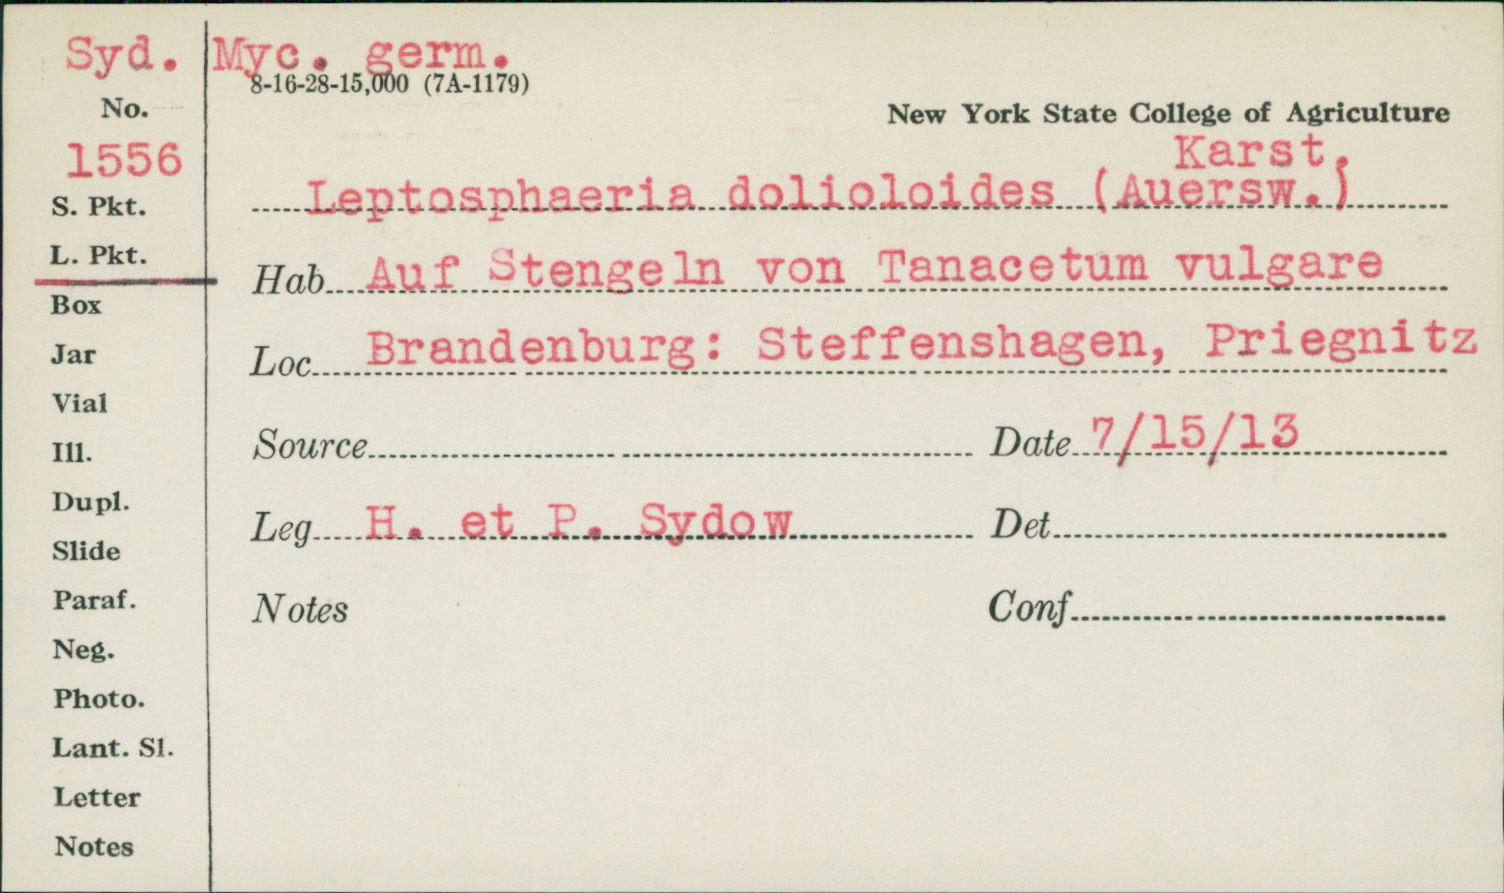 Syd. Myc. germ.
8-16-28-15,000 (7A-1179)
No.
New York State College of Agriculture
1556
Karst.
Leptosphaeria dolioloides (Auersw.)
S. Pkt.
L. Pkt.
Hab. Auf Stengeln von Tanacetum vulgare
Box
Jar
Loc. Brandenburg: Steffenshagen, Priegnitz
Vial
Ill.
Source Date 7/15/13
Dupl.
Leg. H. et P. Sydow Det.
Slide
Paraf.
Notes Conf.
Neg.
Photo.
Lant. Sl.
Letter
Notes